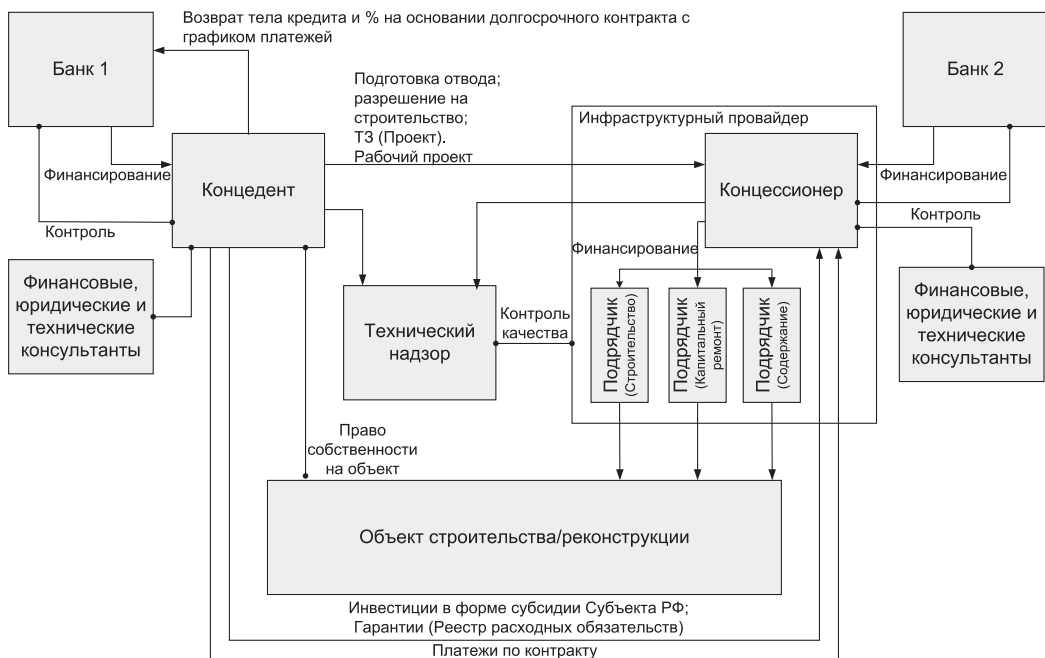 Возврат тела кредита и % на основании долгосрочного контракта с
графиком платежей
Банк 1
Банк 2
Подготовка отвода;
разрешение на
строительство;
ТЗ (Проект).
Рабочий проект
Инфраструктурный провайдер
Финансирование
Концедент
Концессионер
Финансирование
Контроль
Контроль
Финансирование
Финансовые,
юридические и
технические
консультанты
Технический
надзор
Контроль
качества
Подрядчик
(Строительство)
Подрядчик
(Капитальный
ремонт)
Подрядчик
(Содержание)
Финансовые,
юридические и
технические
консультанты
Право
собственности
на объект
Объект строительства/реконструкции
Инвестиции в форме субсидии Субъекта РФ;
Гарантии (Реестр расходных обязательств)
Платежи по контракту